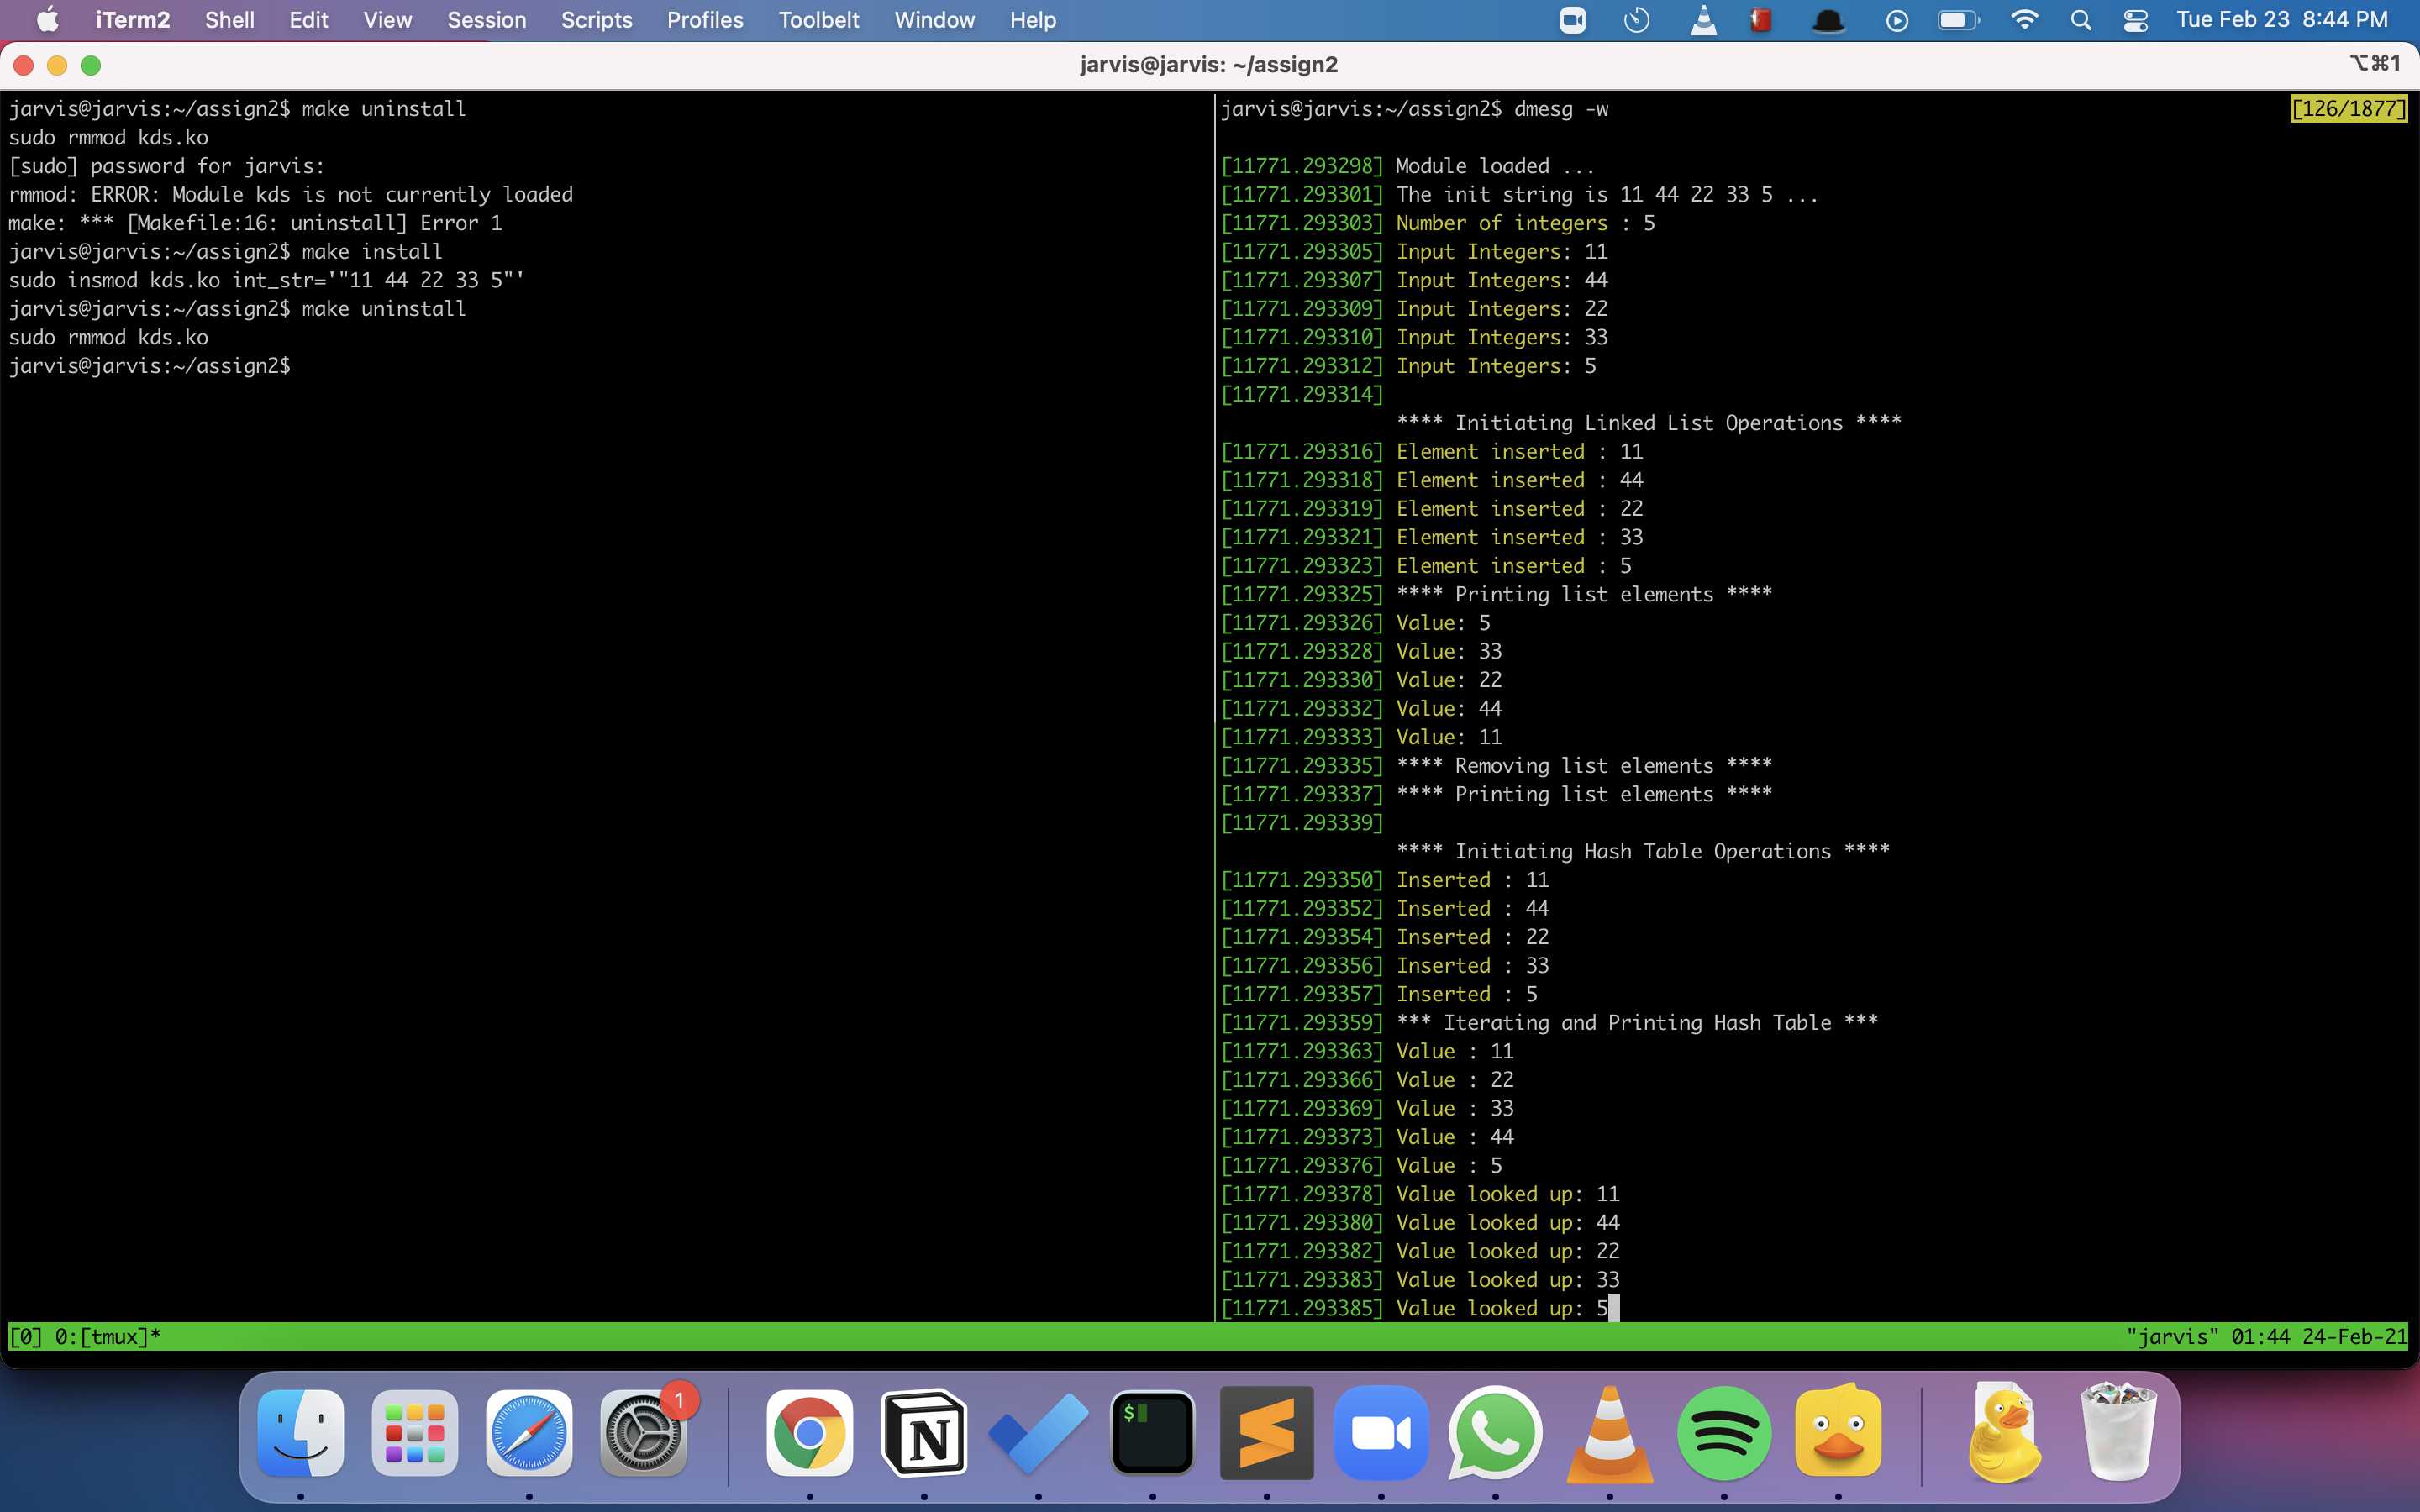 iTerm2 Shell Edit View Session Scripts Profiles Toolbelt Window Help Tue Feb 23 8:44 PM
jarvis@jarvis: ~/assign2 ⌥⌘1
jarvis@jarvis:~/assign2$ make uninstall
sudo rmmod kds.ko
[sudo] password for jarvis:
rmmod: ERROR: Module kds is not currently loaded
make: *** [Makefile:16: uninstall] Error 1
jarvis@jarvis:~/assign2$ make install
sudo insmod kds.ko int_str='"11 44 22 33 5"'
jarvis@jarvis:~/assign2$ make uninstall
sudo rmmod kds.ko
jarvis@jarvis:~/assign2$
jarvis@jarvis:~/assign2$ dmesg -w [126/1877]
[11771.293298] Module loaded ...
[11771.293301] The init string is 11 44 22 33 5 ...
[11771.293303] Number of integers : 5
[11771.293305] Input Integers: 11
[11771.293307] Input Integers: 44
[11771.293309] Input Integers: 22
[11771.293310] Input Integers: 33
[11771.293312] Input Integers: 5
[11771.293314]
**** Initiating Linked List Operations ****
[11771.293316] Element inserted : 11
[11771.293318] Element inserted : 44
[11771.293319] Element inserted : 22
[11771.293321] Element inserted : 33
[11771.293323] Element inserted : 5
[11771.293325] **** Printing list elements ****
[11771.293326] Value: 5
[11771.293328] Value: 33
[11771.293330] Value: 22
[11771.293332] Value: 44
[11771.293333] Value: 11
[11771.293335] **** Removing list elements ****
[11771.293337] **** Printing list elements ****
[11771.293339]
**** Initiating Hash Table Operations ****
[11771.293350] Inserted : 11
[11771.293352] Inserted : 44
[11771.293354] Inserted : 22
[11771.293356] Inserted : 33
[11771.293357] Inserted : 5
[11771.293359] *** Iterating and Printing Hash Table ***
[11771.293363] Value : 11
[11771.293366] Value : 22
[11771.293369] Value : 33
[11771.293373] Value : 44
[11771.293376] Value : 5
[11771.293378] Value looked up: 11
[11771.293380] Value looked up: 44
[11771.293382] Value looked up: 22
[11771.293383] Value looked up: 33
[11771.293385] Value looked up: 5
[0] 0:[tmux]* "jarvis" 01:44 24-Feb-21
1
N
$